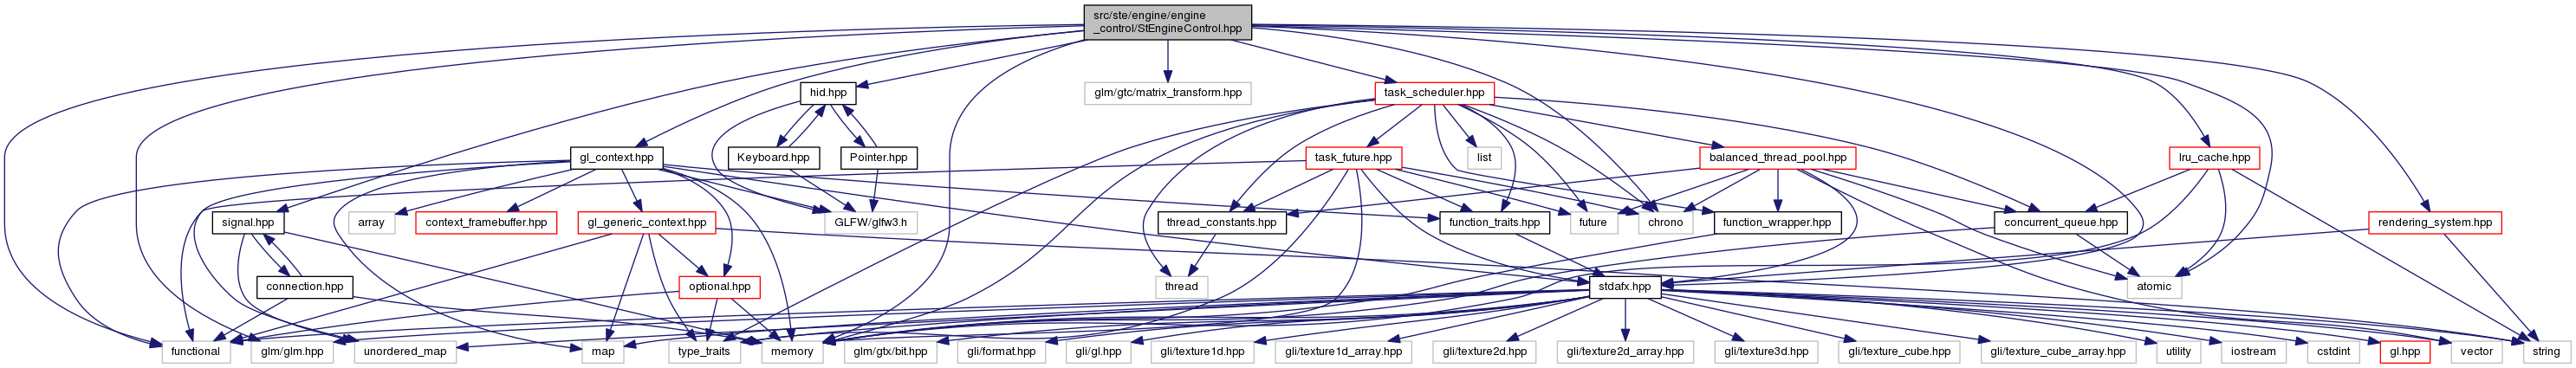 src/ste/engine/engine
_control/StEngineControl.hpp
hid.hpp
glm/gtc/matrix_transform.hpp
task_scheduler.hpp
gl_context.hpp
Keyboard.hpp
Pointer.hpp
task_future.hpp
list
balanced_thread_pool.hpp
lru_cache.hpp
signal.hpp
array
context_framebuffer.hpp
gl_generic_context.hpp
GLFW/glfw3.h
thread_constants.hpp
function_traits.hpp
future
chrono
function_wrapper.hpp
concurrent_queue.hpp
rendering_system.hpp
connection.hpp
optional.hpp
thread
stdafx.hpp
atomic
functional
glm/glm.hpp
unordered_map
map
type_traits
memory
glm/gtx/bit.hpp
gli/format.hpp
gli/gl.hpp
gli/texture1d.hpp
gli/texture1d_array.hpp
gli/texture2d.hpp
gli/texture2d_array.hpp
gli/texture3d.hpp
gli/texture_cube.hpp
gli/texture_cube_array.hpp
utility
iostream
cstdint
gl.hpp
vector
string